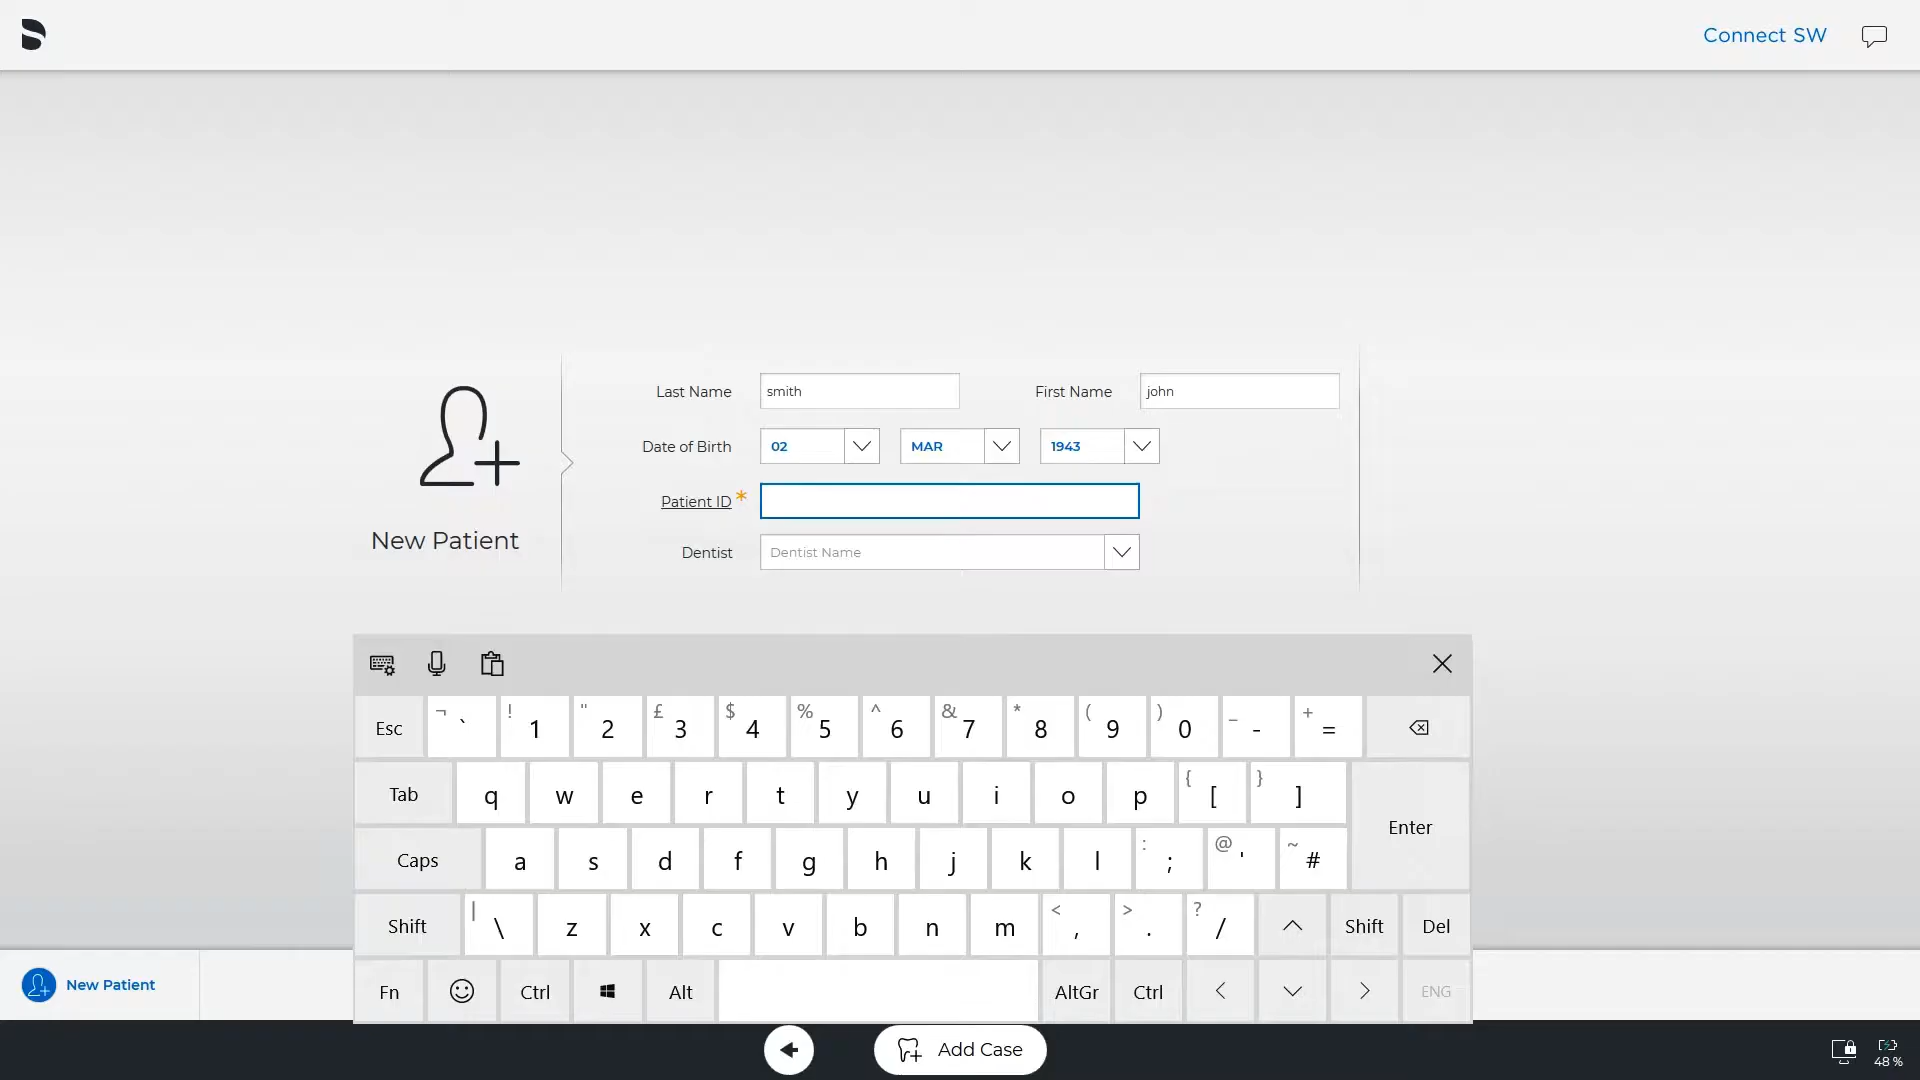 Connect SW
Last Name smith First Name john
Date of Birth 02 MAR 1943
Patient ID *
New Patient
Dentist Dentist Name
Esc ¬ ` ! 1 " 2 £ 3 $ 4 % 5 ^ 6 & 7 * 8 ( 9 ) 0 _ - + =
Tab q w e r t y u i o p { [ } ] Enter
Caps a s d f g h j k l : ; @ ' ~ #
Shift | \ z x c v b n m < , > . ? / Shift Del
Fn Ctrl Alt AltGr Ctrl ENG
New Patient
Add Case
48 %